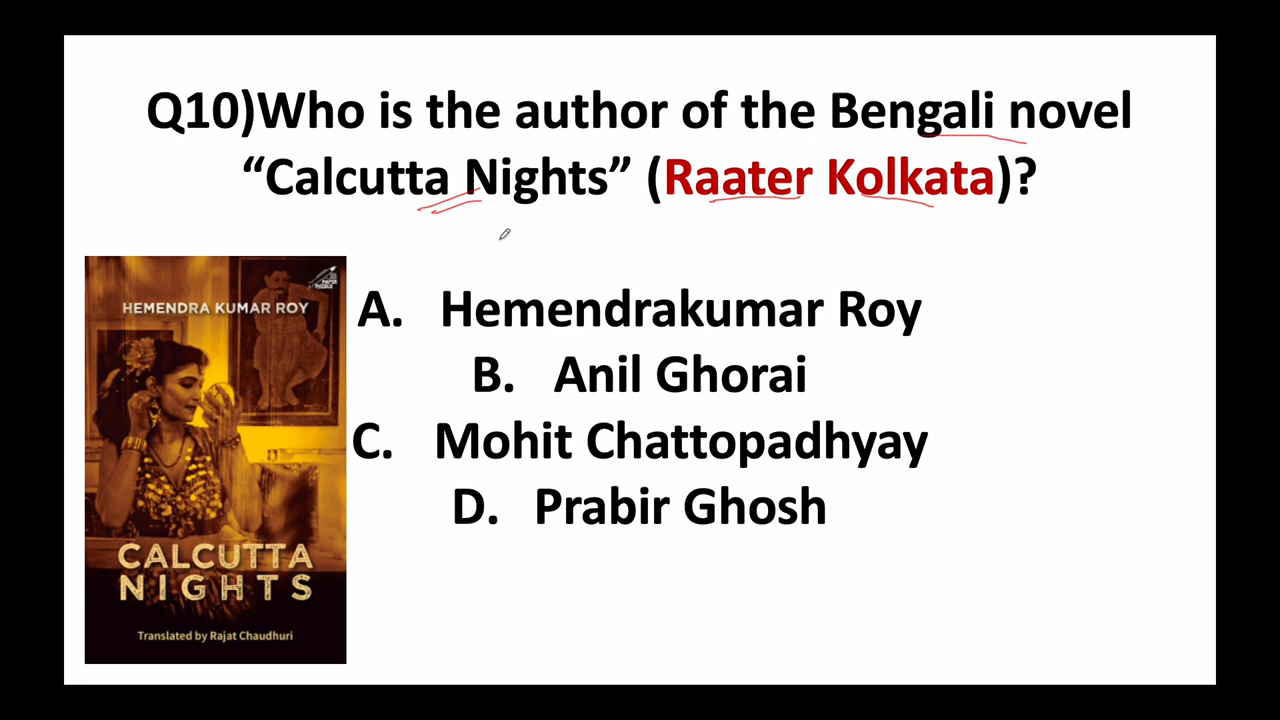 Q10)Who is the author of the Bengali novel
“Calcutta Nights” (Raater Kolkata)?
HEMENDRA KUMAR ROY
CALCUTTA
NIGHTS
Translated by Rajat Chaudhuri
A. Hemendrakumar Roy
B. Anil Ghorai
C. Mohit Chattopadhyay
D. Prabir Ghosh